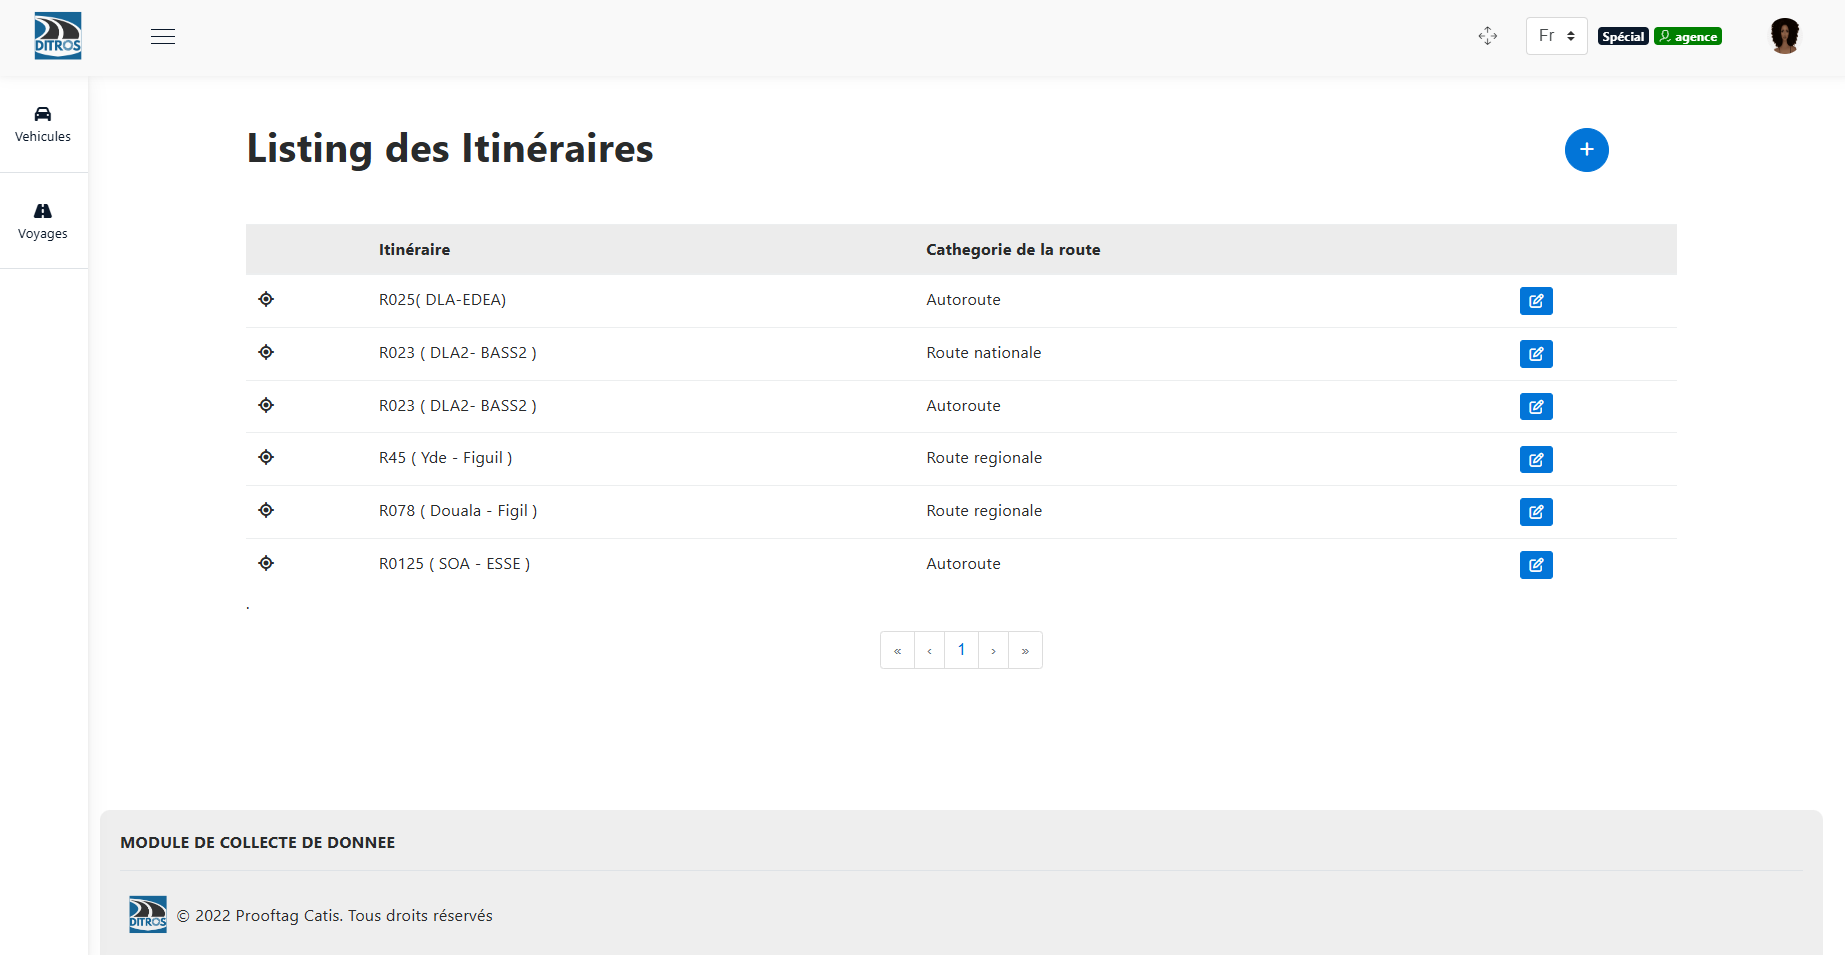 DITROS
Fr
Spécial
agence
Vehicules
Voyages
Listing des Itinéraires
+
Itinéraire Cathegorie de la route
R025( DLA-EDEA) Autoroute
R023 ( DLA2- BASS2 ) Route nationale
R023 ( DLA2- BASS2 ) Autoroute
R45 ( Yde - Figuil ) Route regionale
R078 ( Douala - Figil ) Route regionale
R0125 ( SOA - ESSE ) Autoroute
.
« ‹ 1 › »
MODULE DE COLLECTE DE DONNEE
DITROS
© 2022 Prooftag Catis. Tous droits réservés